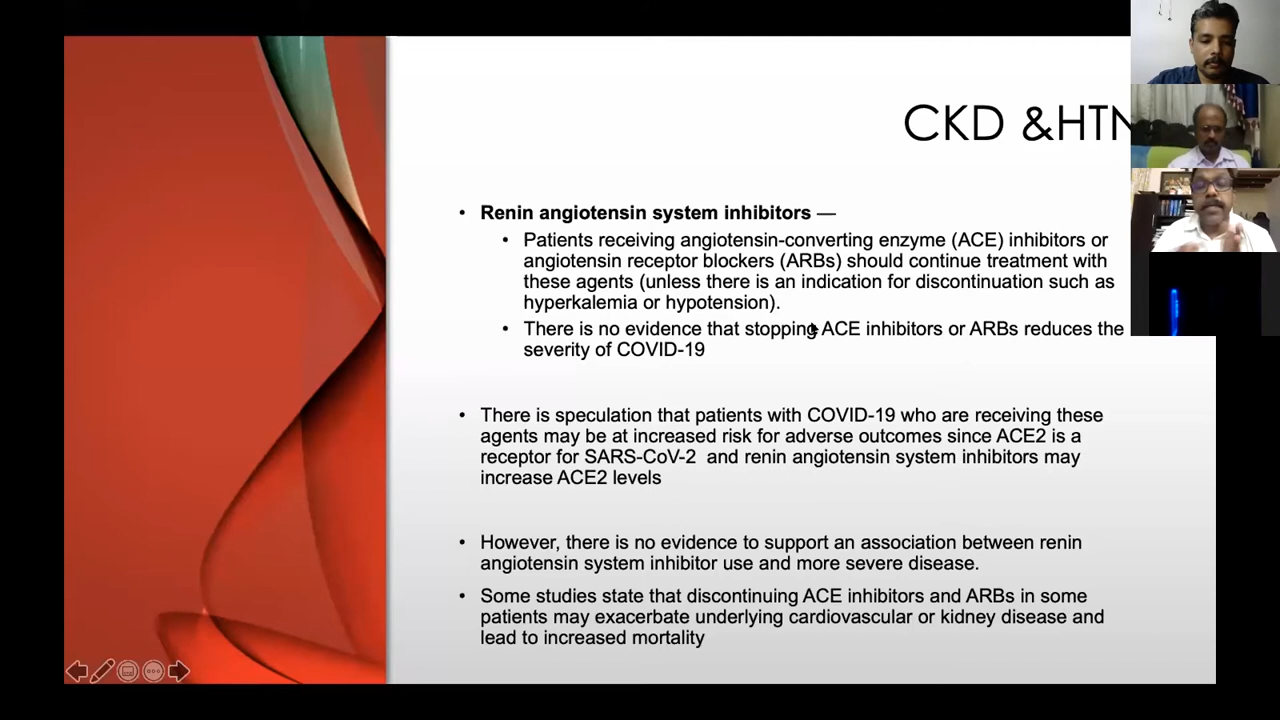 CKD &HTN
• Renin angiotensin system inhibitors —
• Patients receiving angiotensin-converting enzyme (ACE) inhibitors or
angiotensin receptor blockers (ARBs) should continue treatment with
these agents (unless there is an indication for discontinuation such as
hyperkalemia or hypotension).
• There is no evidence that stopping ACE inhibitors or ARBs reduces the
severity of COVID-19
• There is speculation that patients with COVID-19 who are receiving these
agents may be at increased risk for adverse outcomes since ACE2 is a
receptor for SARS-CoV-2 and renin angiotensin system inhibitors may
increase ACE2 levels
• However, there is no evidence to support an association between renin
angiotensin system inhibitor use and more severe disease.
• Some studies state that discontinuing ACE inhibitors and ARBs in some
patients may exacerbate underlying cardiovascular or kidney disease and
lead to increased mortality